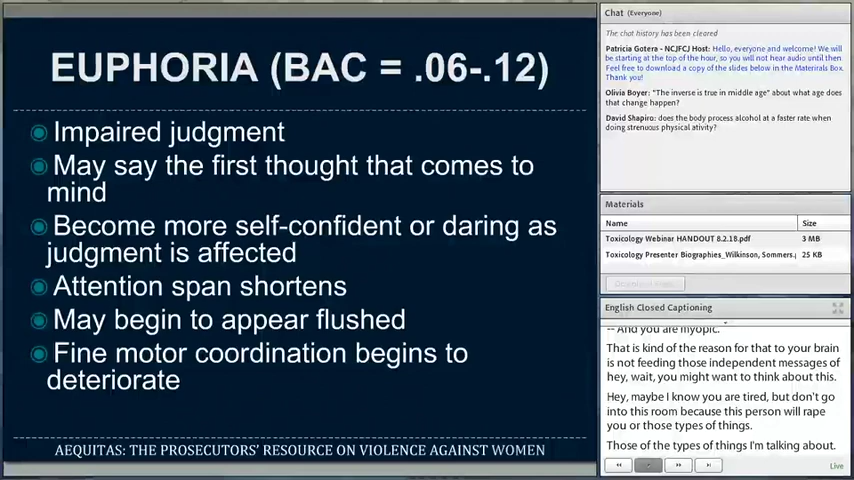 EUPHORIA (BAC = .06-.12)
Impaired judgment
May say the first thought that comes to
mind
Become more self-confident or daring as
judgment is affected
Attention span shortens
May begin to appear flushed
Fine motor coordination begins to
deteriorate
AEQUITAS: THE PROSECUTORS' RESOURCE ON VIOLENCE AGAINST WOMEN
Chat (Everyone)
The chat history has been cleared
Patricia Gotera - NCJFCJ Host: Hello, everyone and welcome! We will
be starting at the top of the hour, so you will not hear audio until then.
Feel free to download a copy of the slides below in the Materirals Box.
Thank you!
Olivia Boyer: "The inverse is true in middle age" about what age does
that change happen?
David Shapiro: does the body process alcohol at a faster rate when
doing strenuous physical ativity?
Materials
Name Size
Toxicology Webinar HANDOUT 8.2.18.pdf 3 MB
Toxicology Presenter Biographies_Wilkinson, Sommers.p 25 KB
English Closed Captioning
-- And you are myopic.
That is kind of the reason for that to your brain
is not feeding those independent messages of
hey, wait, you might want to think about this.
Hey, maybe I know you are tired, but don't go
into this room because this person will rape
you or those types of things.
Those of the types of things I'm talking about.
Live